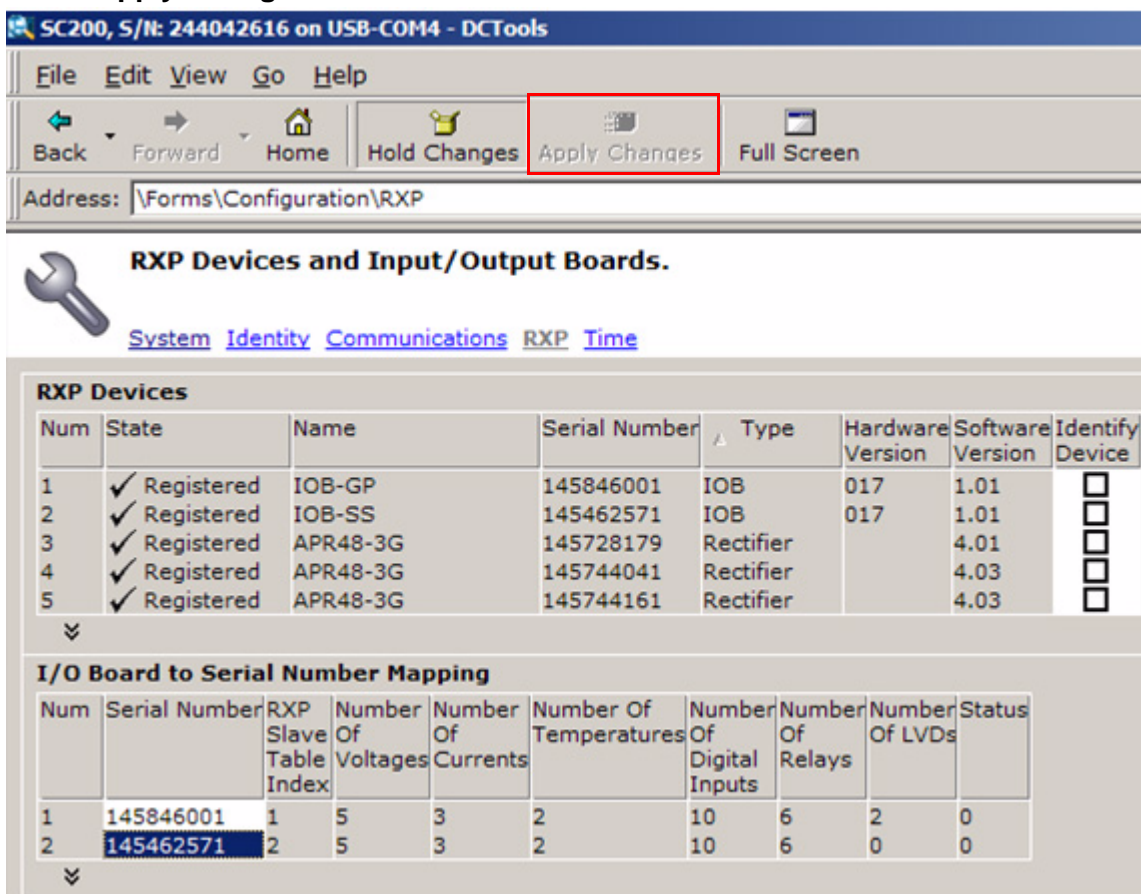 SC200, S/N: 244042616 on USB-COM4 - DCTools
File Edit View Go Help
Back Forward Home Hold Changes Apply Changes Full Screen
Address: \Forms\Configuration\RXP
RXP Devices and Input/Output Boards.
System Identity Communications RXP Time
RXP Devices
Num State Name Serial Number Type Hardware Version Software Version Identify Device
1 Registered IOB-GP 145846001 IOB 017 1.01
2 Registered IOB-SS 145462571 IOB 017 1.01
3 Registered APR48-3G 145728179 Rectifier 4.01
4 Registered APR48-3G 145744041 Rectifier 4.03
5 Registered APR48-3G 145744161 Rectifier 4.03
I/O Board to Serial Number Mapping
Num Serial Number RXP Slave Table Index Number Of Voltages Number Of Currents Number Of Temperatures Number Of Digital Inputs Number Of Relays Number Of LVDs Status
1 145846001 1 5 3 2 10 6 2 0
2 145462571 2 5 3 2 10 6 0 0